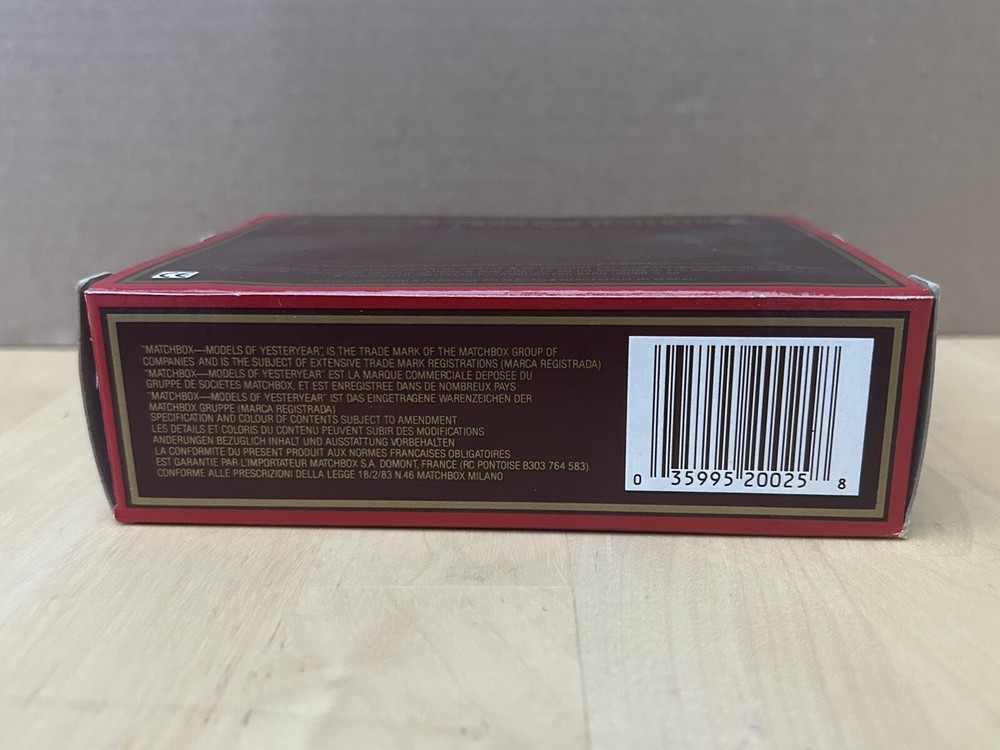 "MATCHBOX—MODELS OF YESTERYEAR", IS THE TRADE MARK OF THE MATCHBOX GROUP OF
COMPANIES AND IS THE SUBJECT OF EXTENSIVE TRADE MARK REGISTRATIONS (MARCA REGISTRADA)
"MATCHBOX—MODELS OF YESTERYEAR" EST LA MARQUE COMMERCIALE DEPOSEE DU
GRUPPE DE SOCIETES MATCHBOX, ET EST ENREGISTREE DANS DE NOMBREUX PAYS
"MATCHBOX—MODELS OF YESTERYEAR" IST DAS EINGETRAGENE WARENZEICHEN DER
MATCHBOX GRUPPE (MARCA REGISTRADA)
SPECIFICATION AND COLOUR OF CONTENTS SUBJECT TO AMENDMENT
LES DETAILS ET COLORIS DU CONTENU PEUVENT SUBIR DES MODIFICATIONS
ANDERUNGEN BEZUGLICH INHALT UND AUSSTATTUNG VORBEHALTEN
LA CONFORMITE DU PRESENT PRODUIT AUX NORMES FRANCAISES OBLIGATOIRES
EST GARANTIE PAR L'IMPORTATEUR MATCHBOX S.A. DOMONT, FRANCE (RC PONTOISE B303 764 583).
CONFORME ALLE PRESCRIZIONI DELLA LEGGE 18/2/83 N.46 MATCHBOX MILANO
0 35995 20025 8